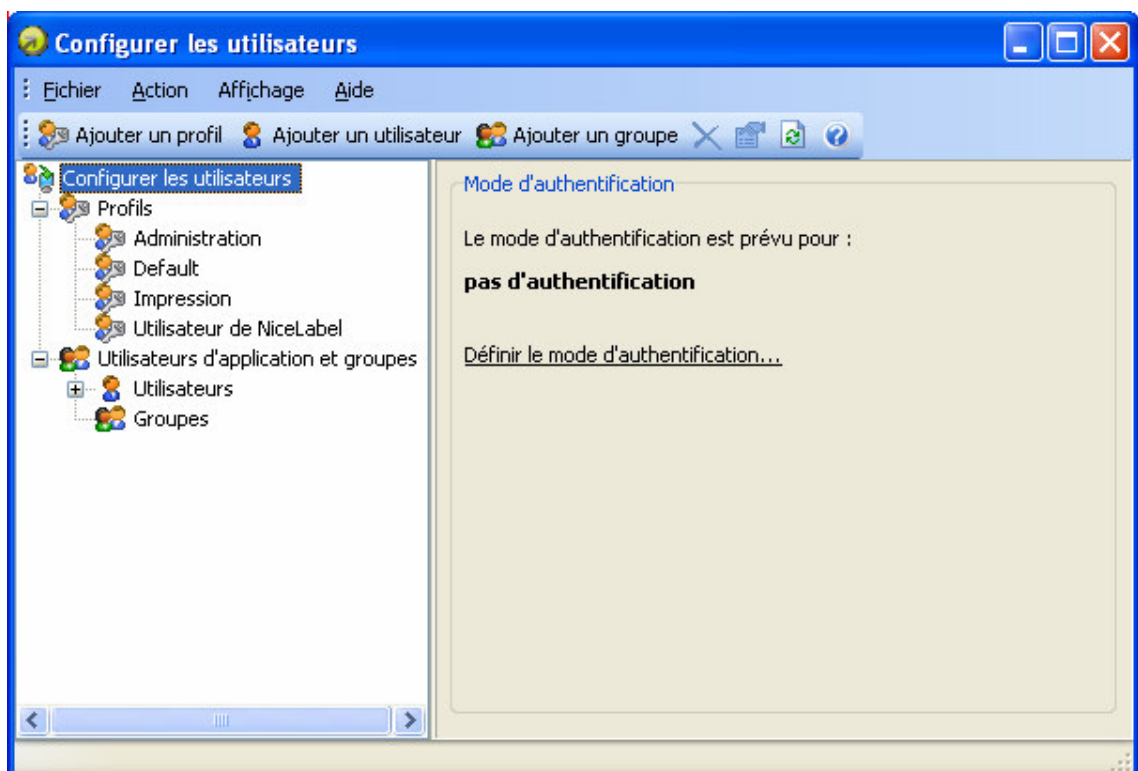 Configurer les utilisateurs
Fichier Action Affichage Aide
Ajouter un profil Ajouter un utilisateur Ajouter un groupe
Configurer les utilisateurs
Profils
Administration
Default
Impression
Utilisateur de NiceLabel
Utilisateurs d'application et groupes
Utilisateurs
Groupes
Mode d'authentification
Le mode d'authentification est prévu pour :
pas d'authentification
Définir le mode d'authentification...